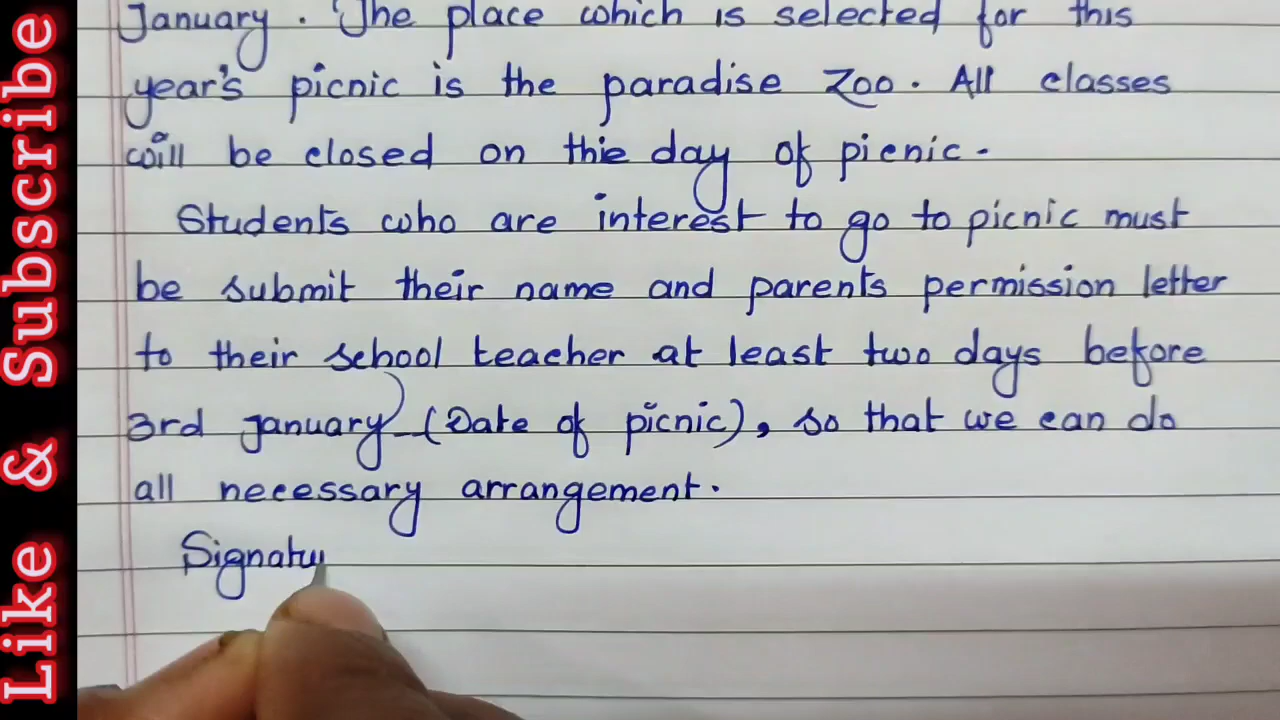 Like & Subscribe
January. The place which is selected for this
year's picnic is the paradise Zoo. All classes
will be closed on the day of picnic.
Students who are interest to go to picnic must
be submit their name and parents permission letter
to their school teacher at least two days before
3rd january (Date of picnic), so that we can do
all necessary arrangement.
Signatu